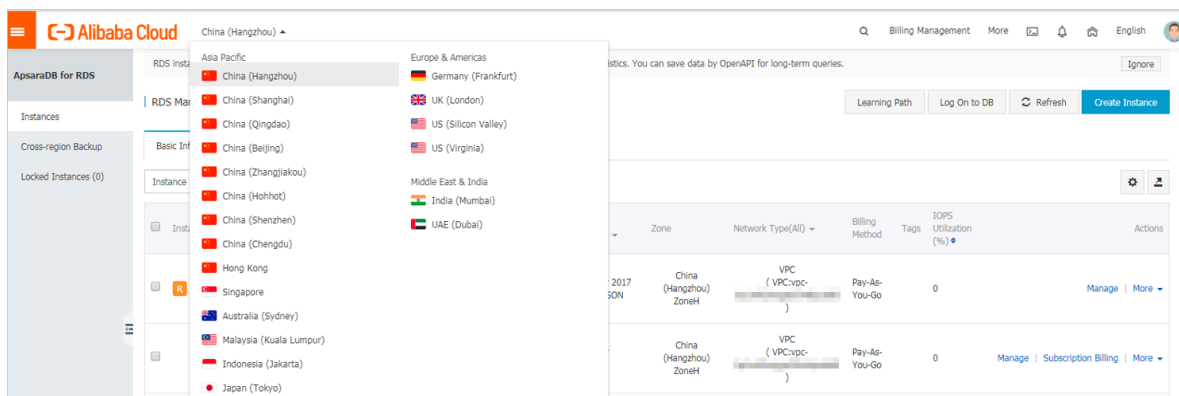 Alibaba Cloud
China (Hangzhou)
Billing Management
More
English
ApsaraDB for RDS
Instances
Cross-region Backup
Locked Instances (0)
RDS insta
istics. You can save data by OpenAPI for long-term queries.
Ignore
RDS Ma
Learning Path
Log On to DB
Refresh
Create Instance
Basic Inf
Instance
Asia Pacific
China (Hangzhou)
China (Shanghai)
China (Qingdao)
China (Beijing)
China (Zhangjiakou)
China (Hohhot)
China (Shenzhen)
China (Chengdu)
Hong Kong
Singapore
Australia (Sydney)
Malaysia (Kuala Lumpur)
Indonesia (Jakarta)
Japan (Tokyo)
Europe & Americas
Germany (Frankfurt)
UK (London)
US (Silicon Valley)
US (Virginia)
Middle East & India
India (Mumbai)
UAE (Dubai)
Insta
Zone
Network Type(All)
Billing
Method
Tags
IOPS
Utilization
(%)
Actions
R
2017
SON
China
(Hangzhou)
ZoneH
VPC
( VPC:vpc-
)
Pay-As-
You-Go
0
Manage | More
China
(Hangzhou)
ZoneH
VPC
( VPC:vpc-
)
Pay-As-
You-Go
0
Manage | Subscription Billing | More